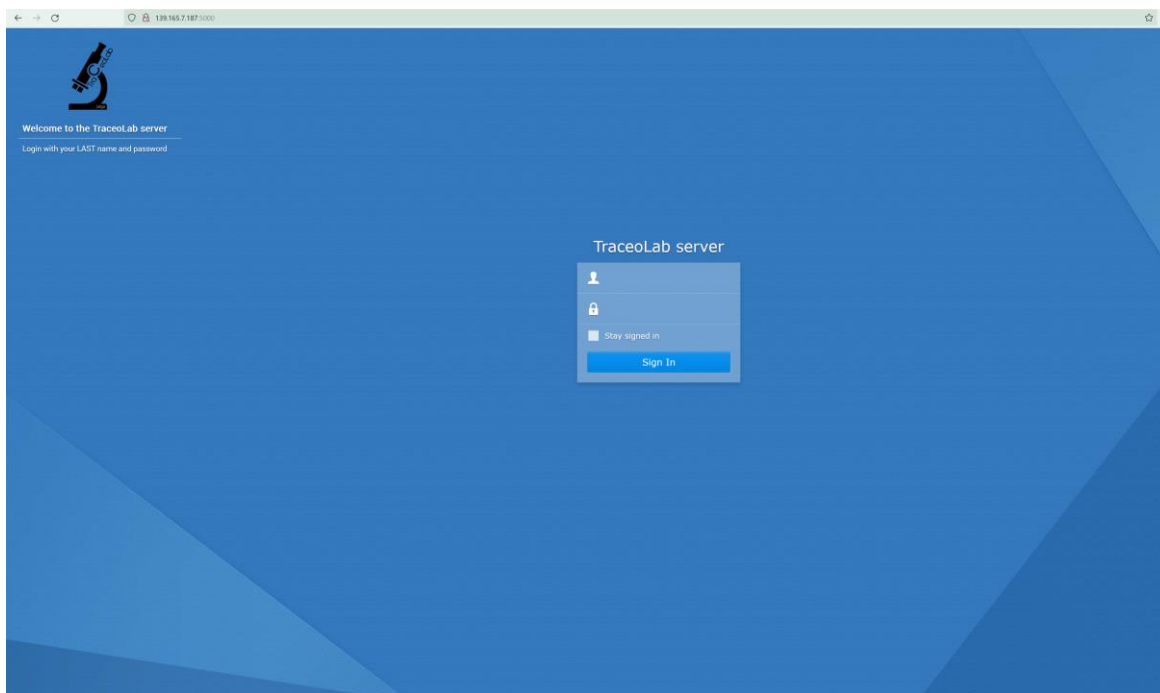 139.165.7.187:5000
Welcome to the TraceoLab server
Login with your LAST name and password
TraceoLab server
Stay signed in
Sign In